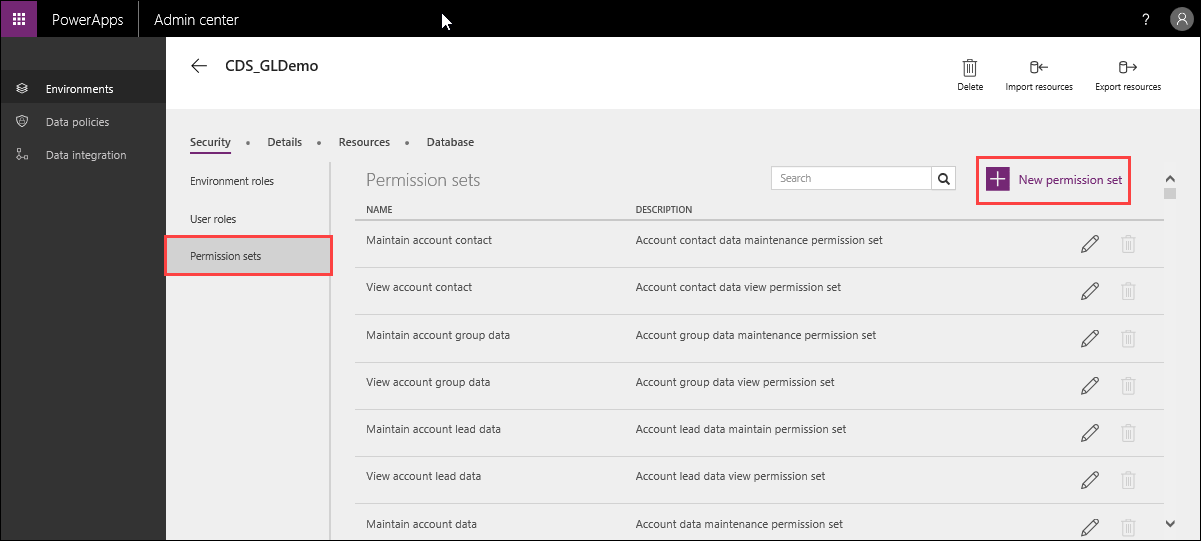 PowerApps
Admin center
?
Environments
Data policies
Data integration
CDS_GLDemo
Delete
Import resources
Export resources
Security • Details • Resources • Database
Environment roles
User roles
Permission sets
Permission sets
Search
New permission set
NAME DESCRIPTION
Maintain account contact Account contact data maintenance permission set
View account contact Account contact data view permission set
Maintain account group data Account group data maintenance permission set
View account group data Account group data view permission set
Maintain account lead data Account lead data maintain permission set
View account lead data Account lead data view permission set
Maintain account data Account data maintenance permission set